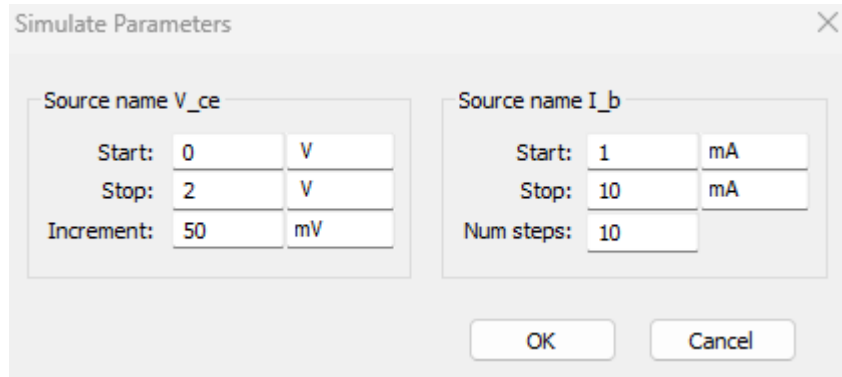 Simulate Parameters
Source name V_ce
Start: 0 V
Stop: 2 V
Increment: 50 mV
Source name I_b
Start: 1 mA
Stop: 10 mA
Num steps: 10
OK
Cancel